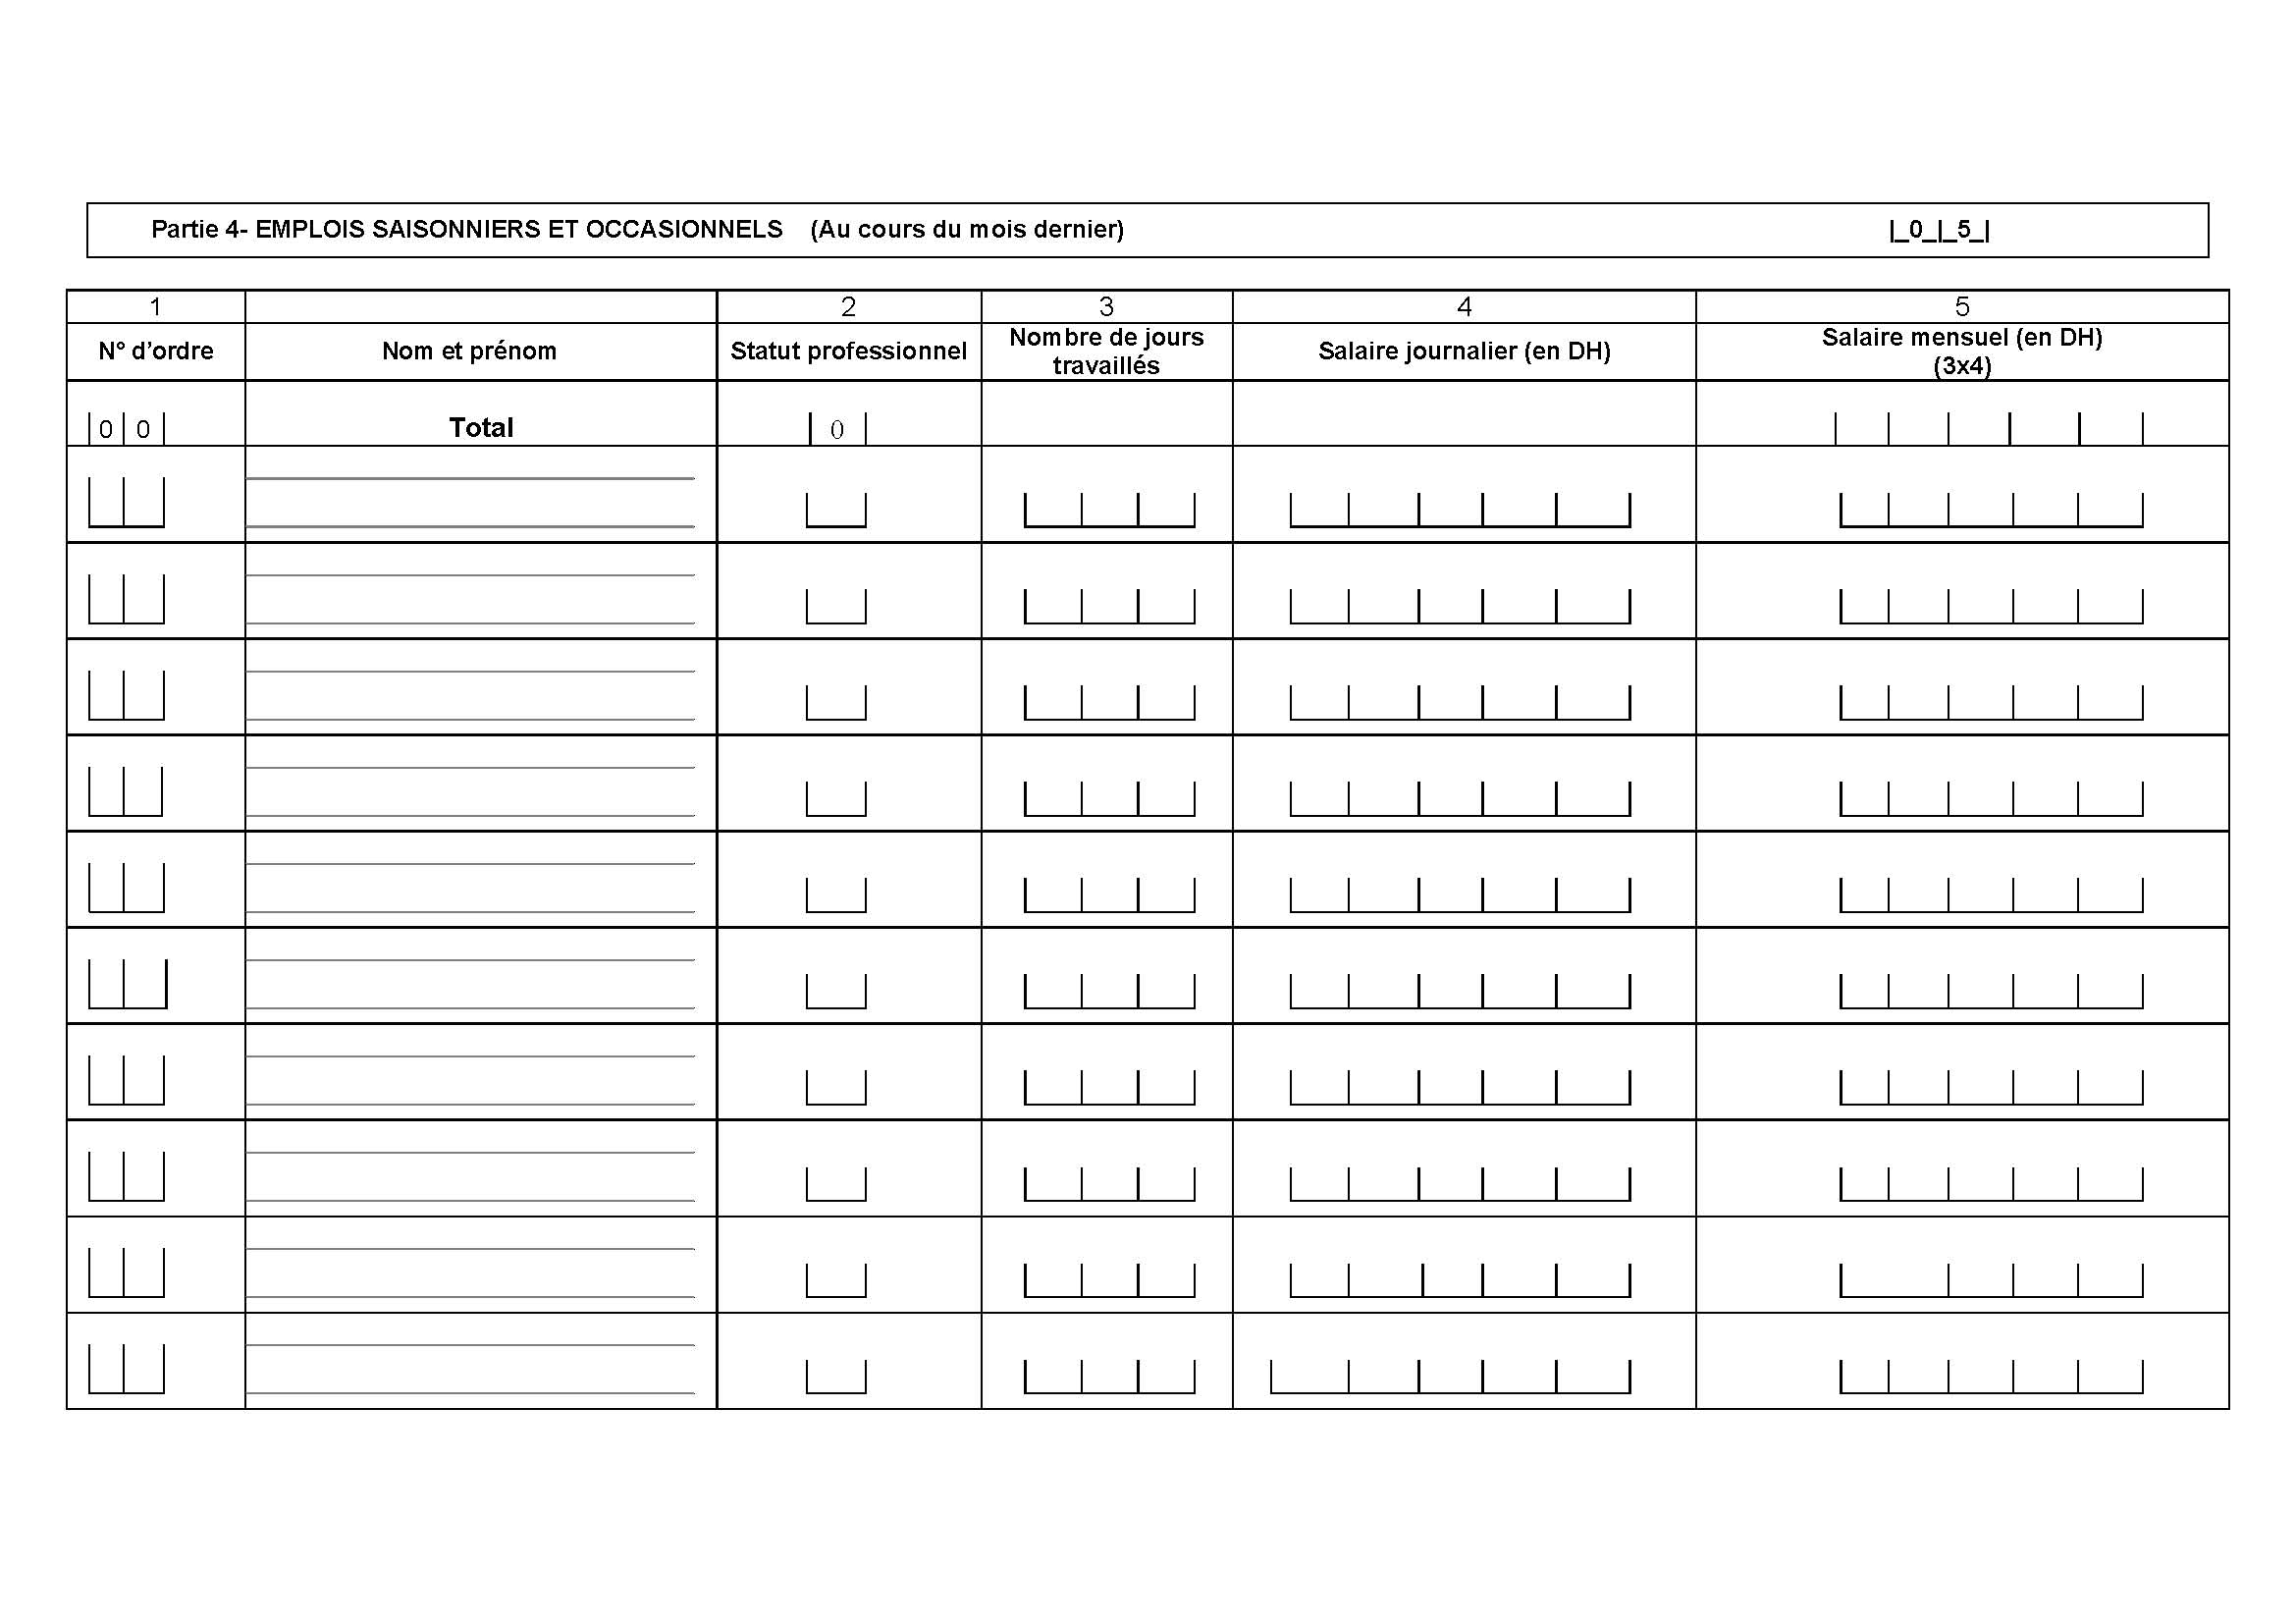 Partie 4- EMPLOIS SAISONNIERS ET OCCASIONNELS (Au cours du mois dernier) |_0_|_5_|
1 2 3 4 5
N° d’ordre Nom et prénom Statut professionnel Nombre de jours travaillés Salaire journalier (en DH) Salaire mensuel (en DH) (3x4)
0 0 Total 0